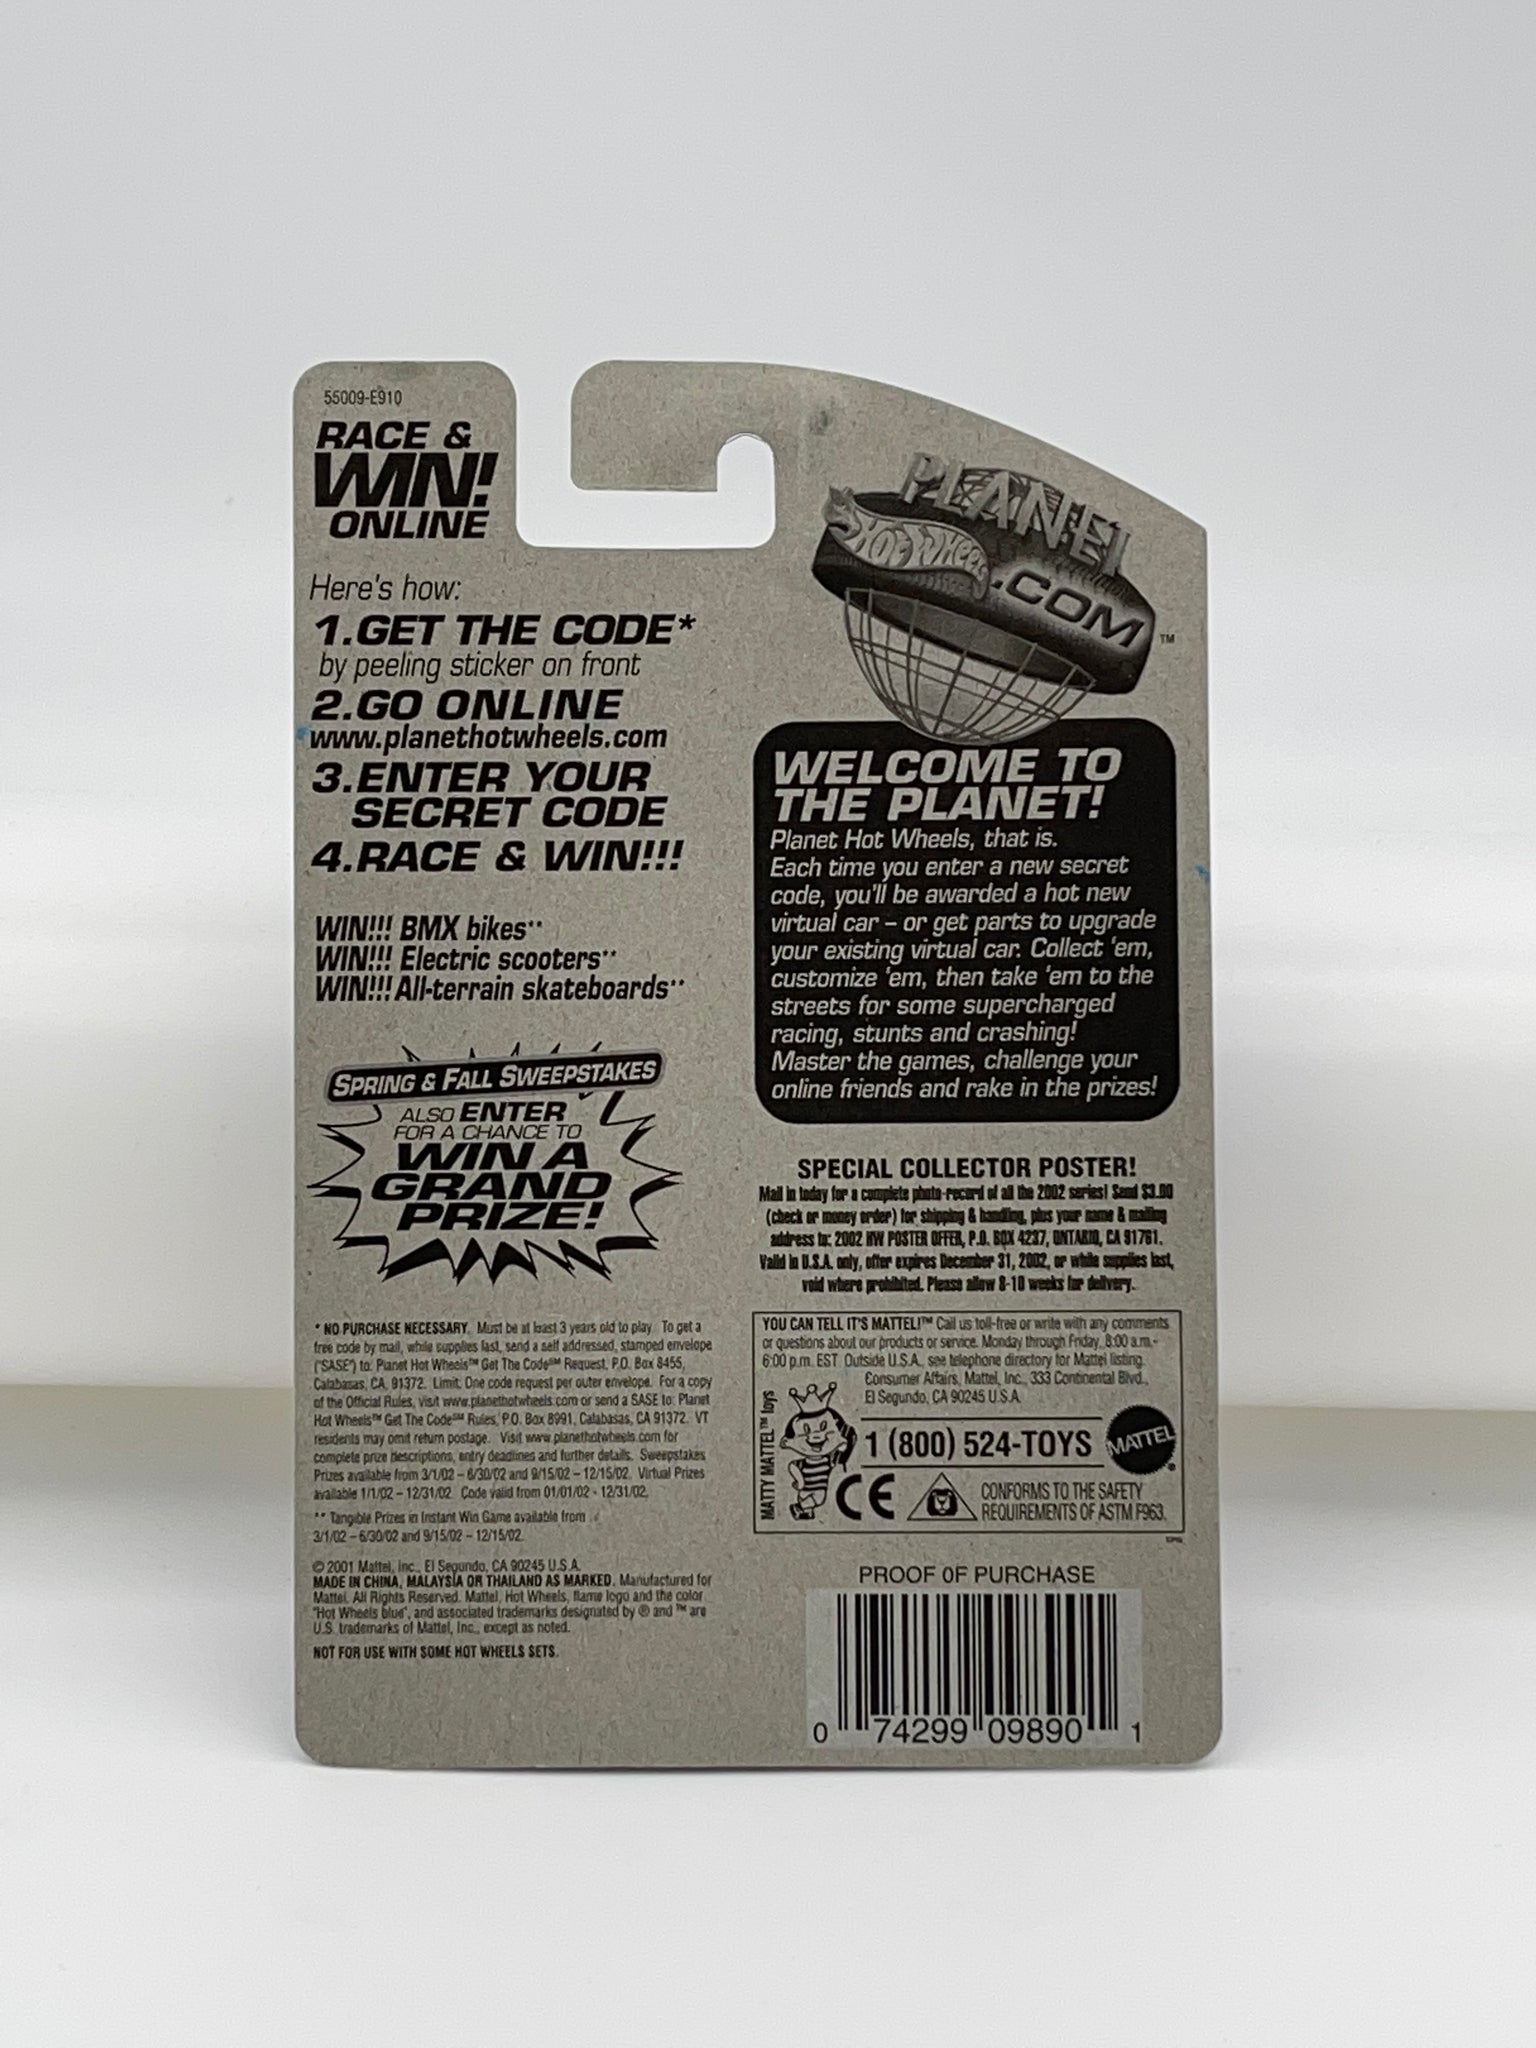 55009-E910
RACE &
WIN!
ONLINE
Here's how:
1.GET THE CODE*
by peeling sticker on front
2.GO ONLINE
www.planethotwheels.com
3.ENTER YOUR
SECRET CODE
4.RACE & WIN!!!
WIN!!! BMX bikes**
WIN!!! Electric scooters**
WIN!!! All-terrain skateboards**
SPRING & FALL SWEEPSTAKES
ALSO ENTER
FOR A CHANCE TO
WIN A
GRAND
PRIZE!
* NO PURCHASE NECESSARY. Must be at least 3 years old to play. To get a
free code by mail, while supplies last, send a self addressed, stamped envelope
("SASE") to: Planet Hot Wheels™ Get The Code℠ Request, P.O. Box 8455,
Calabasas, CA 91372. Limit: One code request per outer envelope. For a copy
of the Official Rules, visit www.planethotwheels.com or send a SASE to: Planet
Hot Wheels™ Get The Code℠ Rules, P.O. Box 8991, Calabasas, CA 91372. VT
residents may omit return postage. Visit www.planethotwheels.com for
complete prize descriptions, entry deadlines and further details. Sweepstakes
Prizes available from 3/1/02 – 6/30/02 and 9/15/02 – 12/15/02. Virtual Prizes
available 1/1/02 – 12/31/02. Code valid from 01/01/02 - 12/31/02.
** Tangible Prizes in Instant Win Game available from
3/1/02 – 6/30/02 and 9/15/02 – 12/15/02.
© 2001 Mattel, Inc., El Segundo, CA 90245 U.S.A.
MADE IN CHINA, MALAYSIA OR THAILAND AS MARKED. Manufactured for
Mattel. All Rights Reserved. Mattel, Hot Wheels, flame logo and the color
"Hot Wheels blue", and associated trademarks designated by ® and ™ are
U.S. trademarks of Mattel, Inc., except as noted.
NOT FOR USE WITH SOME HOT WHEELS SETS.
PLANET
HOT WHEELS
.COM™
WELCOME TO
THE PLANET!
Planet Hot Wheels, that is.
Each time you enter a new secret
code, you'll be awarded a hot new
virtual car – or get parts to upgrade
your existing virtual car. Collect 'em,
customize 'em, then take 'em to the
streets for some supercharged
racing, stunts and crashing!
Master the games, challenge your
online friends and rake in the prizes!
SPECIAL COLLECTOR POSTER!
Mail in today for a complete photo-record of all the 2002 series! Send $3.00
(check or money order) for shipping & handling, plus your name & mailing
address to: 2002 HW POSTER OFFER, P.O. BOX 4237, ONTARIO, CA 91761.
Valid in U.S.A. only, offer expires December 31, 2002, or while supplies last,
void where prohibited. Please allow 8-10 weeks for delivery.
YOU CAN TELL IT'S MATTEL!™ Call us toll-free or write with any comments
or questions about our products or service. Monday through Friday, 8:00 a.m.-
6:00 p.m. EST. Outside U.S.A., see telephone directory for Mattel listing.
Consumer Affairs, Mattel, Inc., 333 Continental Blvd.,
El Segundo, CA 90245 U.S.A.
MATTY MATTEL™ toys
1 (800) 524-TOYS
MATTEL®
CE
CONFORMS TO THE SAFETY
REQUIREMENTS OF ASTM F963.
PROOF OF PURCHASE
0 74299 09890 1